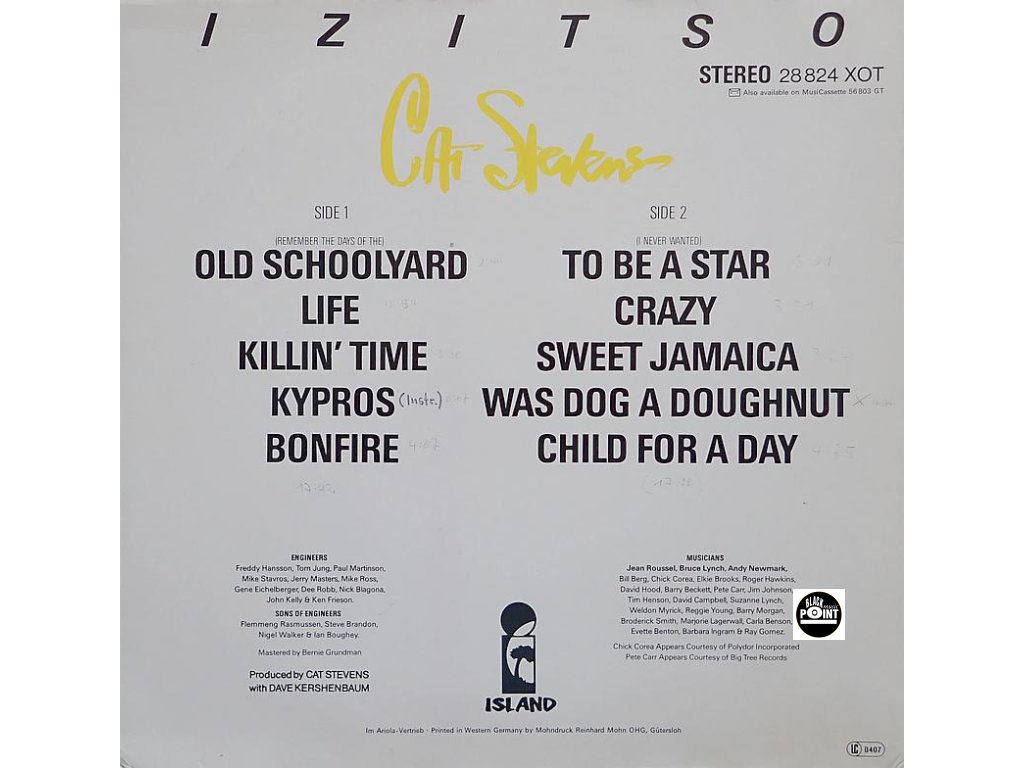 IZITSO
STEREO 28 824 XOT
Also available on MusiCassette 56 803 GT
Cat Stevens
SIDE 1
(REMEMBER THE DAYS OF THE)
OLD SCHOOLYARD
LIFE
KILLIN' TIME
KYPROS (Instr.)
BONFIRE 4:07
SIDE 2
(I NEVER WANTED)
TO BE A STAR
CRAZY
SWEET JAMAICA
WAS DOG A DOUGHNUT
CHILD FOR A DAY
ENGINEERS
Freddy Hansson, Tom Jung, Paul Martinson,
Mike Stavros, Jerry Masters, Mike Ross,
Gene Eichelberger, Dee Robb, Nick Blagona,
John Kelly & Ken Frieson.
SONS OF ENGINEERS
Flemmeng Rasmussen, Steve Brandon,
Nigel Walker & Ian Boughey.
Mastered by Bernie Grundman
Produced by CAT STEVENS
with DAVE KERSHENBAUM
ISLAND
MUSICIANS
Jean Roussel, Bruce Lynch, Andy Newmark,
Bill Berg, Chick Corea, Elkie Brooks, Roger Hawkins,
David Hood, Barry Beckett, Pete Carr, Jim Johnson,
Tim Henson, David Campbell, Suzanne Lynch,
Weldon Myrick, Reggie Young, Barry Morgan,
Broderick Smith, Marjorie Lagerwall, Carla Benson,
Evette Benton, Barbara Ingram & Ray Gomez.
Chick Corea Appears Courtesy of Polydor Incorporated
Pete Carr Appears Courtesy of Big Tree Records
BLACK
music
POINT
Im Ariola-Vertrieb · Printed in Western Germany by Mohndruck Reinhard Mohn OHG, Gütersloh
LC 0407